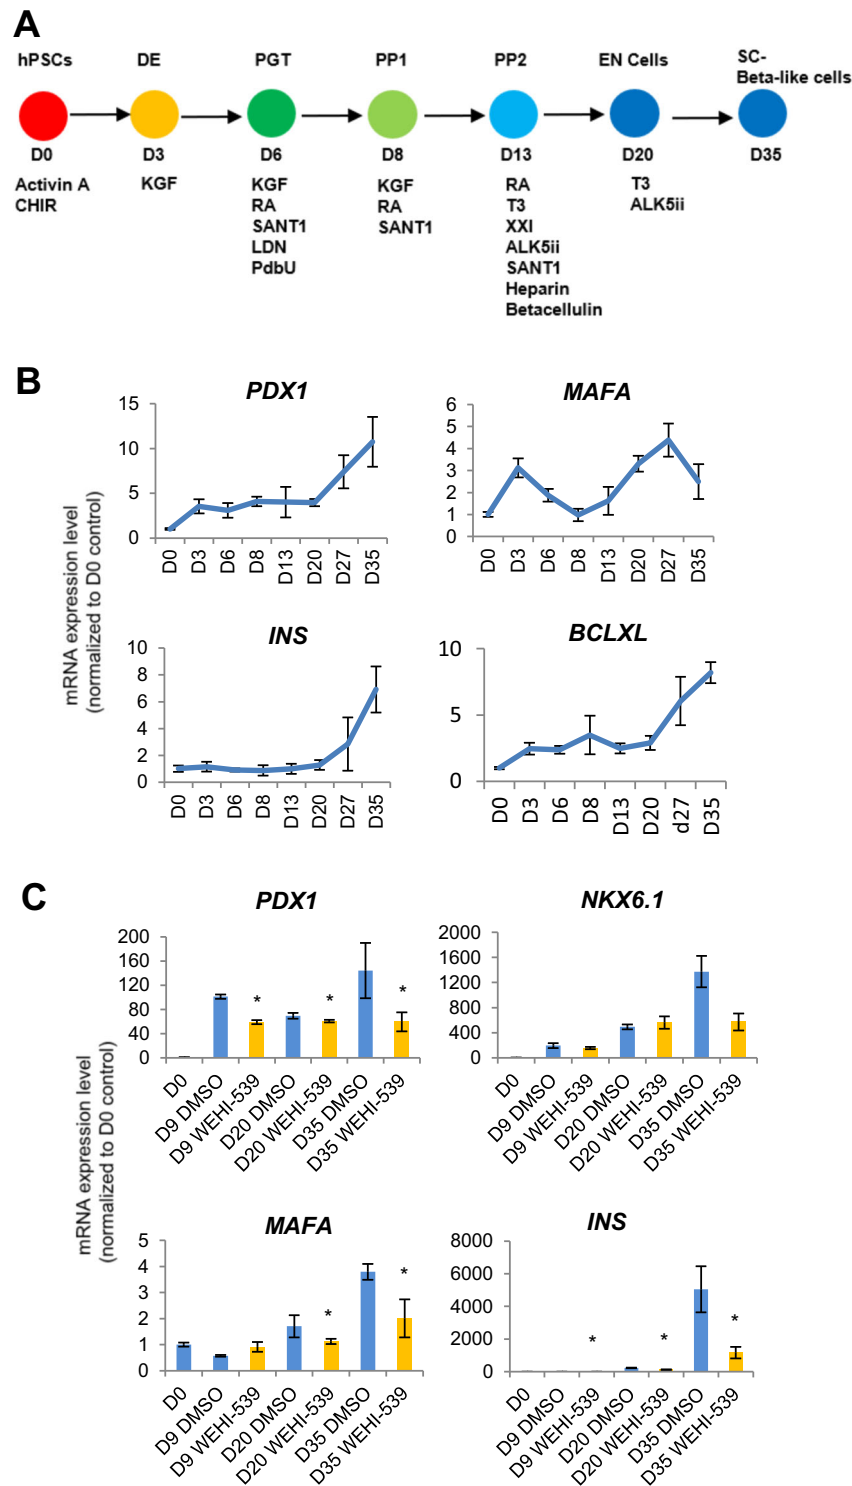 A
hPSCs
DE
PGT
PP1
PP2
EN Cells
SC-
Beta-like cells
D0
D3
D6
D8
D13
D20
D35
Activin A
CHIR
KGF
KGF
RA
SANT1
LDN
PdbU
KGF
RA
SANT1
RA
T3
XXI
ALK5ii
SANT1
Heparin
Betacellulin
T3
ALK5ii
B
mRNA expression level
(normalized to D0 control)
PDX1
15
10
5
0
D0
D3
D6
D8
D13
D20
D27
D35
MAFA
6
5
4
3
2
1
0
D0
D3
D6
D8
D13
D20
D27
D35
INS
10
8
6
4
2
0
D0
D3
D6
D8
D13
D20
D27
D35
BCLXL
10
5
0
D0
D3
D6
D8
D13
D20
d27
D35
C
mRNA expression level
(normalized to D0 control)
PDX1
200
160
120
80
40
0
*
*
*
D0
D9 DMSO
D9 WEHI-539
D20 DMSO
D20 WEHI-539
D35 DMSO
D35 WEHI-539
NKX6.1
2000
1600
1200
800
400
0
D0
D9 DMSO
D9 WEHI-539
D20 DMSO
D20 WEHI-539
D35 DMSO
D35 WEHI-539
MAFA
5
4
3
2
1
0
*
*
D0
D9 DMSO
D9 WEHI-539
D20 DMSO
D20 WEHI-539
D35 DMSO
D35 WEHI-539
INS
8000
6000
4000
2000
0
*
*
*
D0
D9 DMSO
D9 WEHI-539
D20 DMSO
D20 WEHI-539
D35 DMSO
D35 WEHI-539